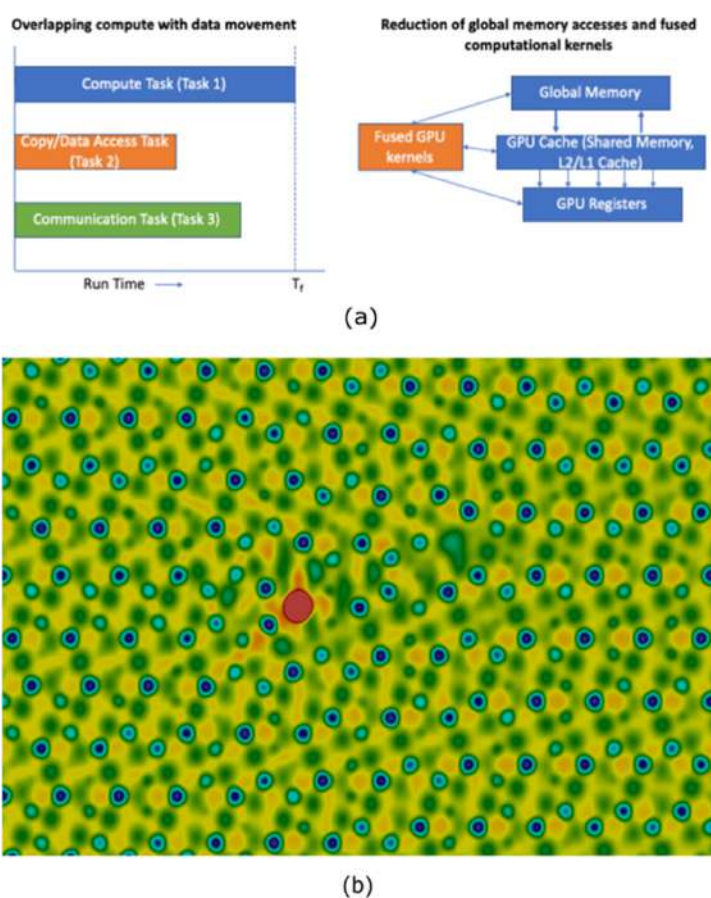 Overlapping compute with data movement
Compute Task (Task 1)
Copy/Data Access Task
(Task 2)
Communication Task (Task 3)
Run Time
Tf
Reduction of global memory accesses and fused
computational kernels
Global Memory
Fused GPU
kernels
GPU Cache (Shared Memory,
L2/L1 Cache)
GPU Registers
(a)
(b)